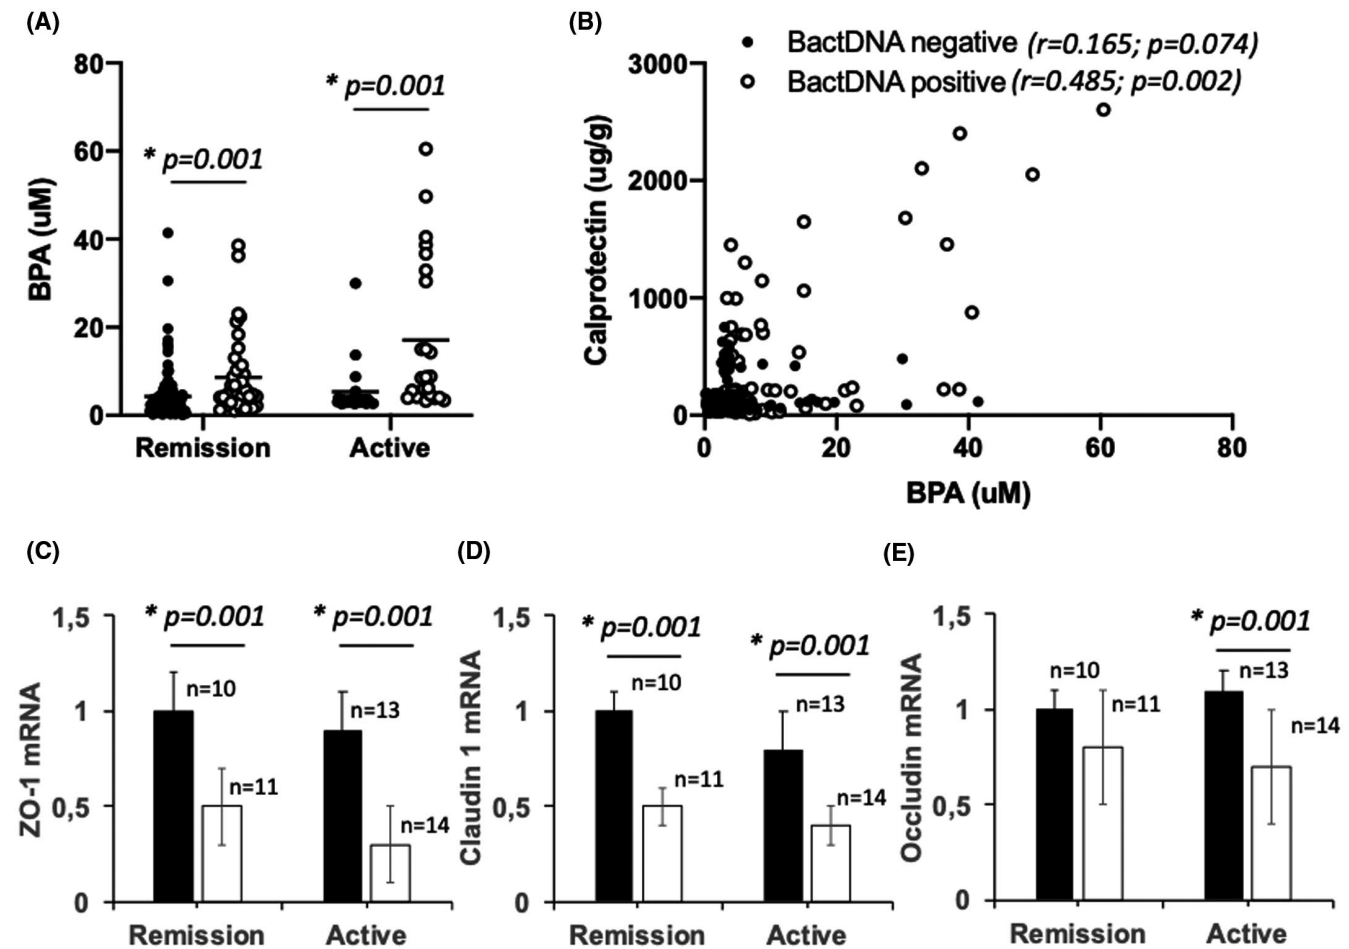 (A)
80
60
40
20
0
BPA (uM)
* p=0.001
* p=0.001
Remission
Active
(B)
BactDNA negative (r=0.165; p=0.074)
BactDNA positive (r=0.485; p=0.002)
3000
2000
1000
0
Calprotectin (ug/g)
0
20
40
60
80
BPA (uM)
(C)
1,5
1
0,5
0
ZO-1 mRNA
* p=0.001
* p=0.001
n=10
n=11
n=13
n=14
Remission
Active
(D)
1,5
1
0,5
0
Claudin 1 mRNA
* p=0.001
* p=0.001
n=10
n=11
n=13
n=14
Remission
Active
(E)
1,5
1
0,5
0
Occludin mRNA
* p=0.001
n=10
n=11
n=13
n=14
Remission
Active